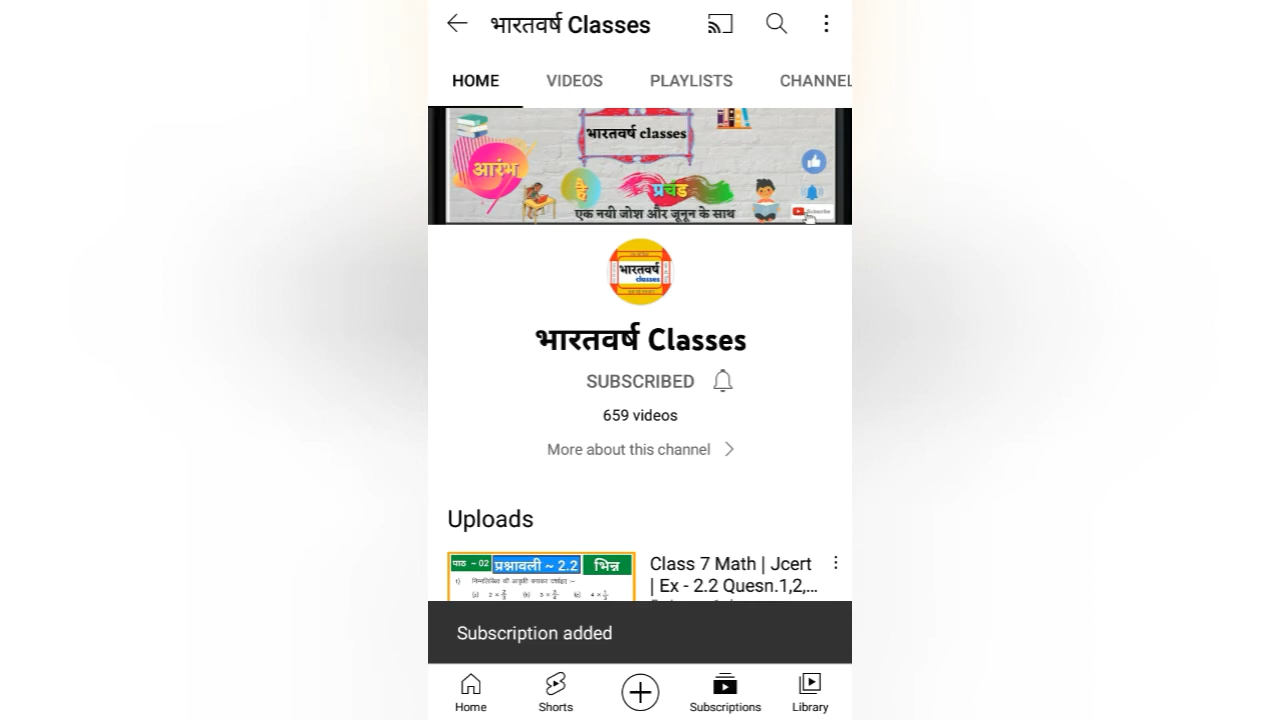 भारतवर्ष Classes
HOME VIDEOS PLAYLISTS CHANNEL
भारतवर्ष classes
आरंभ
है
प्रचंड
एक नयी जोश और जूनून के साथ
भारतवर्ष
classes
भारतवर्ष Classes
SUBSCRIBED
659 videos
More about this channel
Uploads
पाठ ~ 02 प्रश्नावली ~ 2.2 भिन्न
Class 7 Math | Jcert
| Ex - 2.2 Quesn.1,2,...
Subscription added
Home Shorts Subscriptions Library